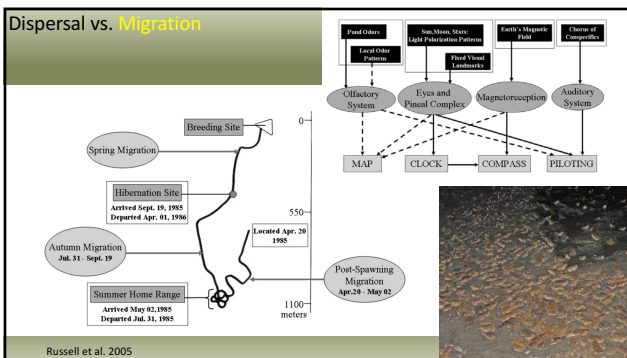 Dispersal vs. Migration
Pond Odors
Local Odor
Patterns
Sun,Moon, Stars:
Light Polarization Patterns
Fixed Visual
Landmarks
Earth's Magnetic
Field
Chorus of
Conspecifics
Olfactory
System
Eyes and
Pineal Complex
Magnetoreception
Auditory
System
MAP
CLOCK
COMPASS
PILOTING
Breeding Site
Spring Migration
Hibernation Site
Arrived Sept. 19, 1985
Departed Apr. 01, 1986
Autumn Migration
Jul. 31 - Sept. 19
Summer Home Range
Arrived May 02,1985
Departed Jul. 31, 1985
Located Apr. 20
1985
Post-Spawning
Migration
Apr.20 - May 02
0
550
1100
meters
Russell et al. 2005